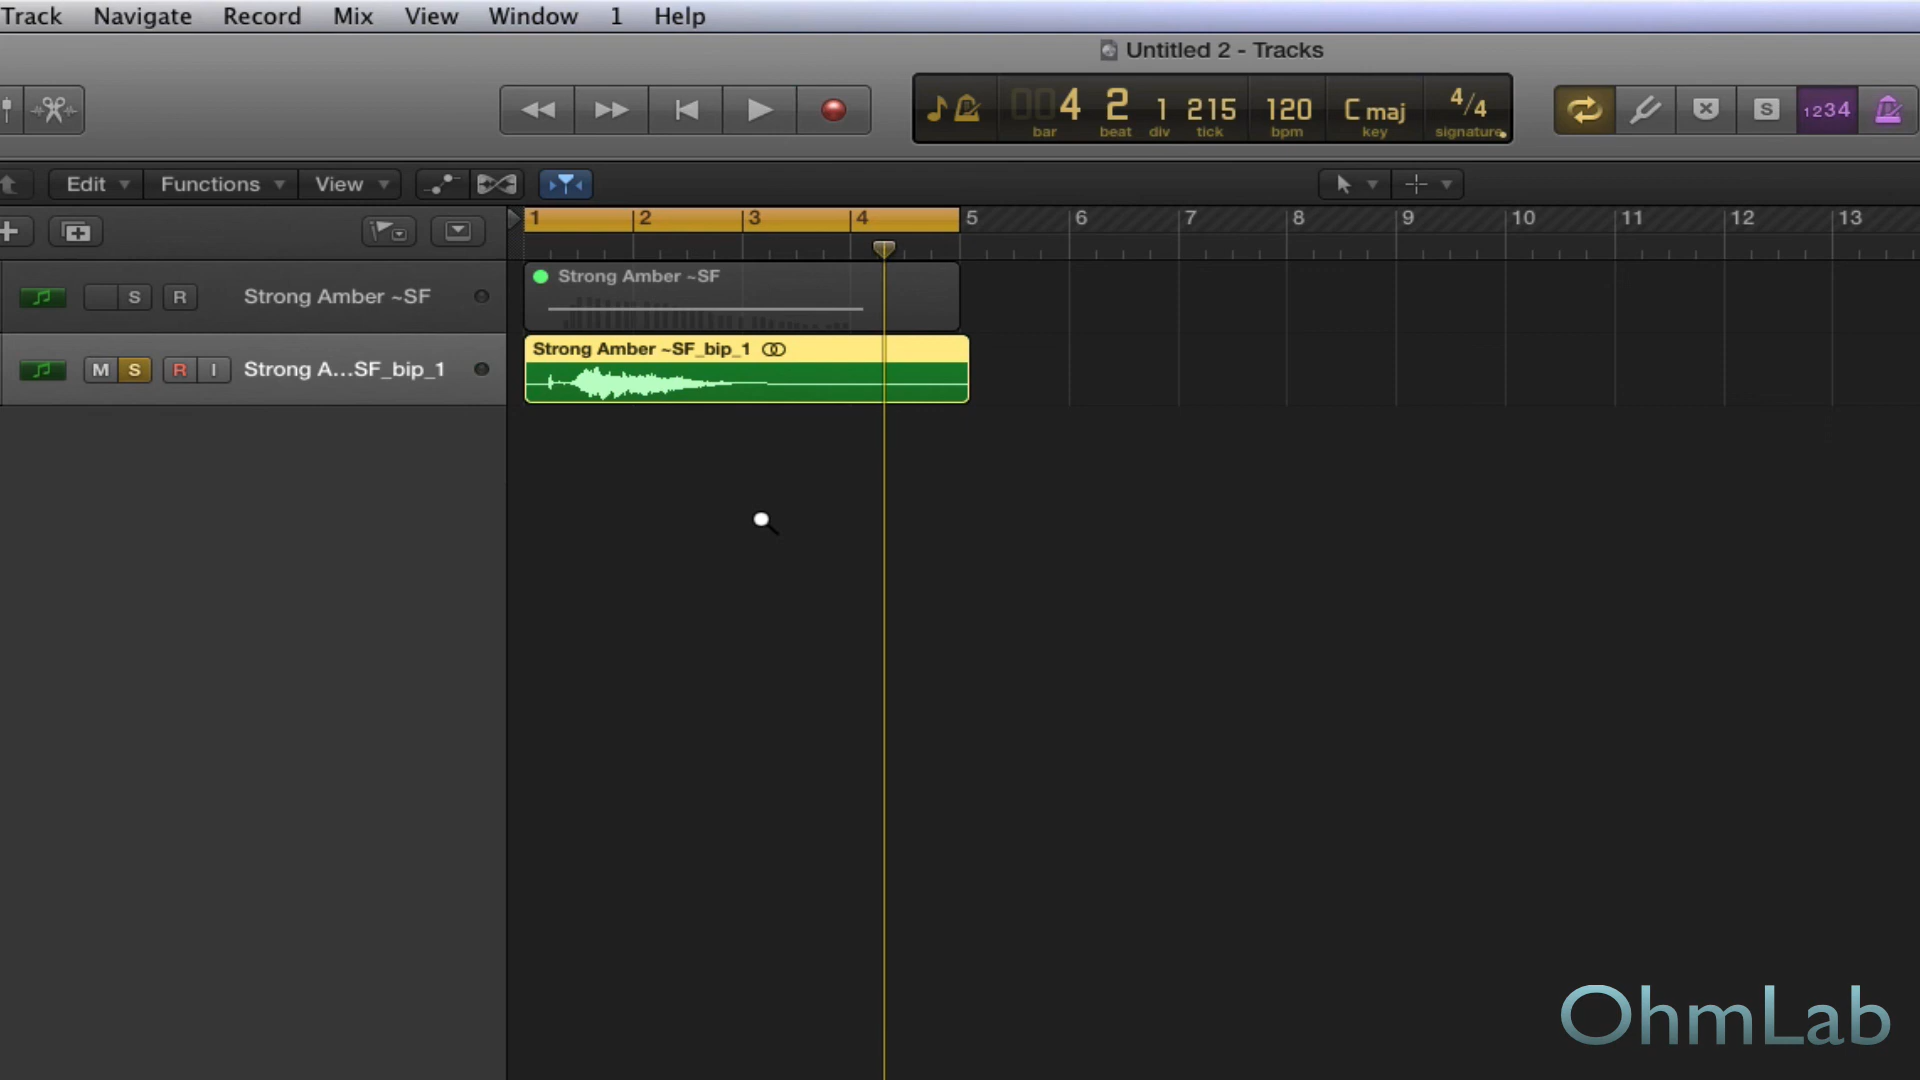 Track Navigate Record Mix View Window 1 Help
Untitled 2 - Tracks
004 2 1 215 120 C maj 4/4
bar beat div tick bpm key signature
S 1234
Edit Functions View
1 2 3 4 5 6 7 8 9 10 11 12 13
S R Strong Amber ~SF
Strong Amber ~SF
M S R I Strong A...SF_bip_1
Strong Amber ~SF_bip_1
OhmLab